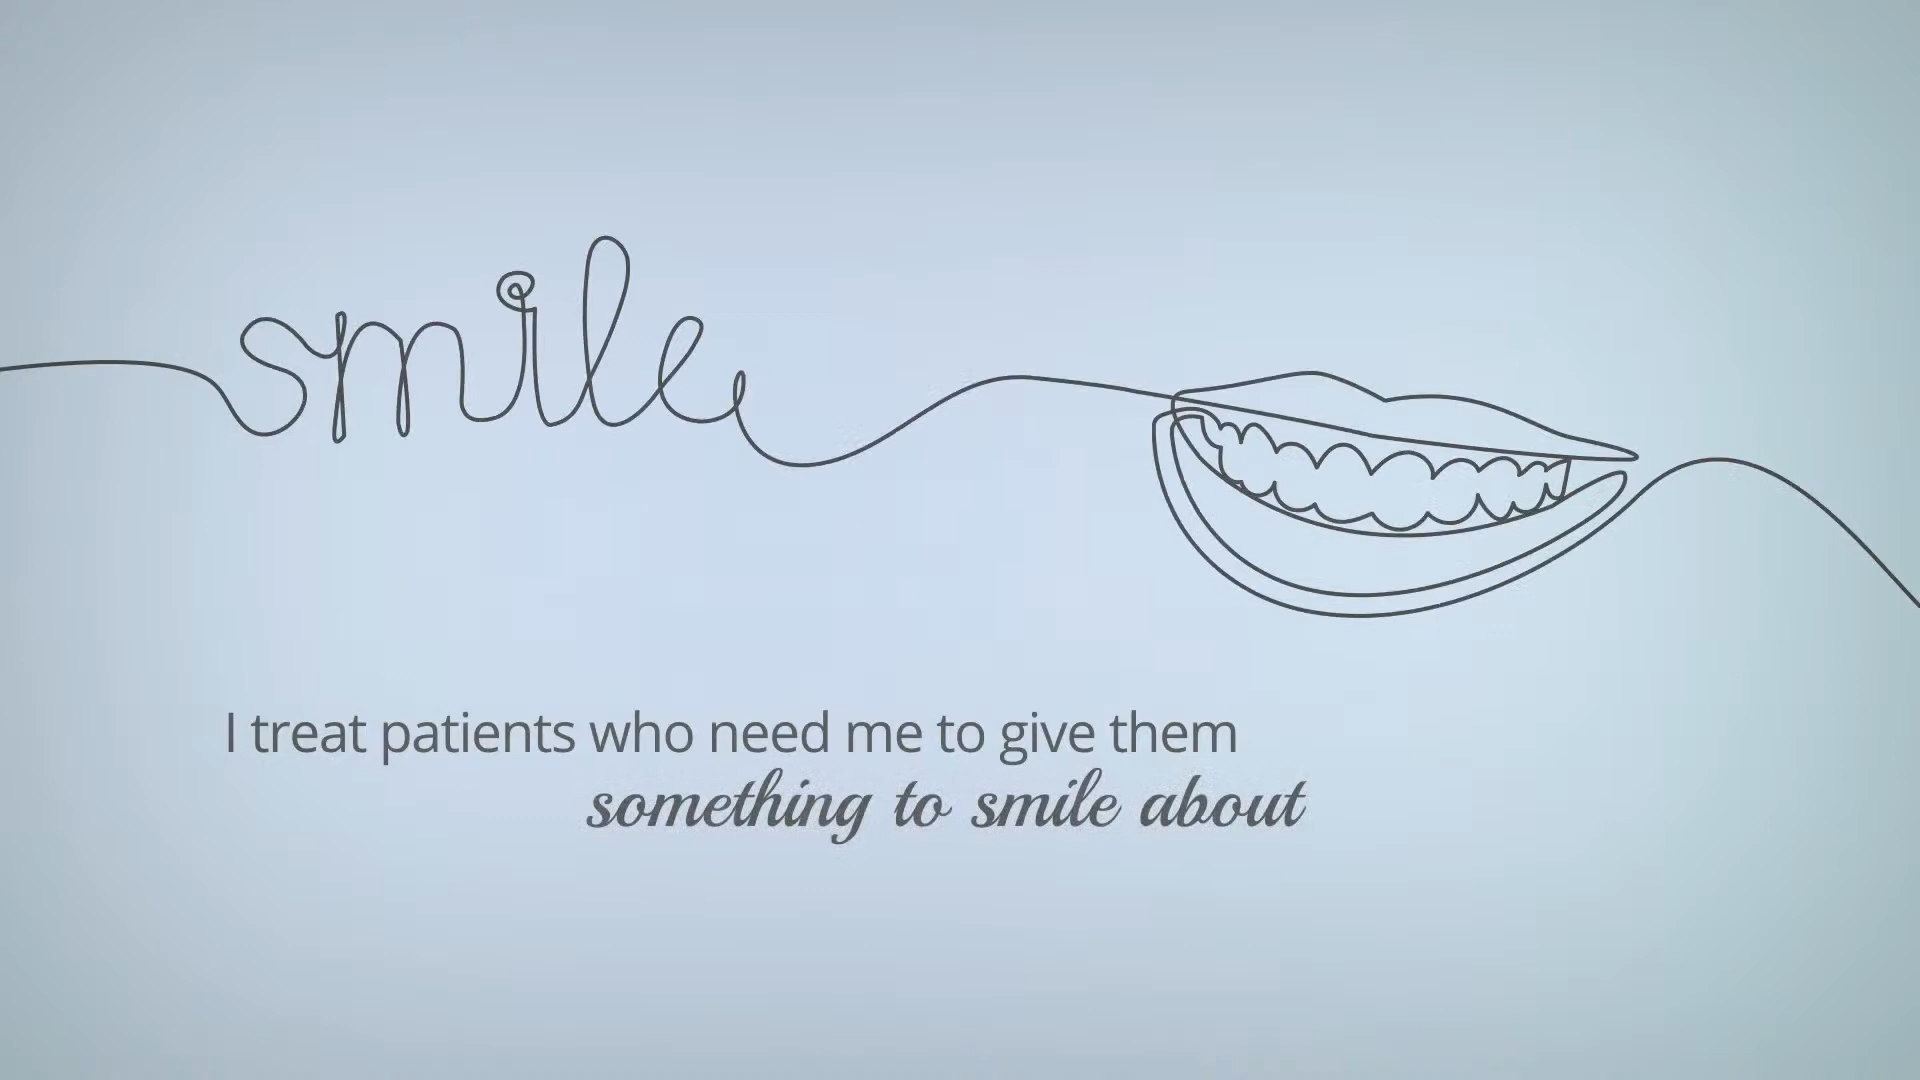 smile
I treat patients who need me to give them
something to smile about